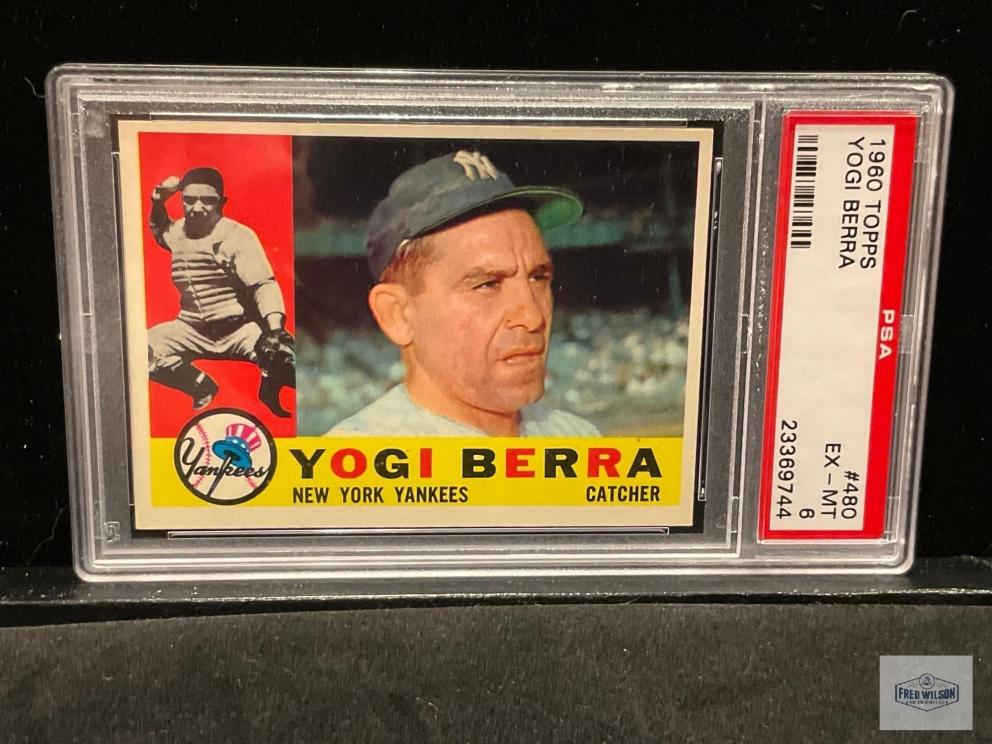 NY
Yankees
YOGI BERRA
NEW YORK YANKEES CATCHER
1960 TOPPS #480
YOGI BERRA EX - MT
6
23369744
PSA
FRED WILSON